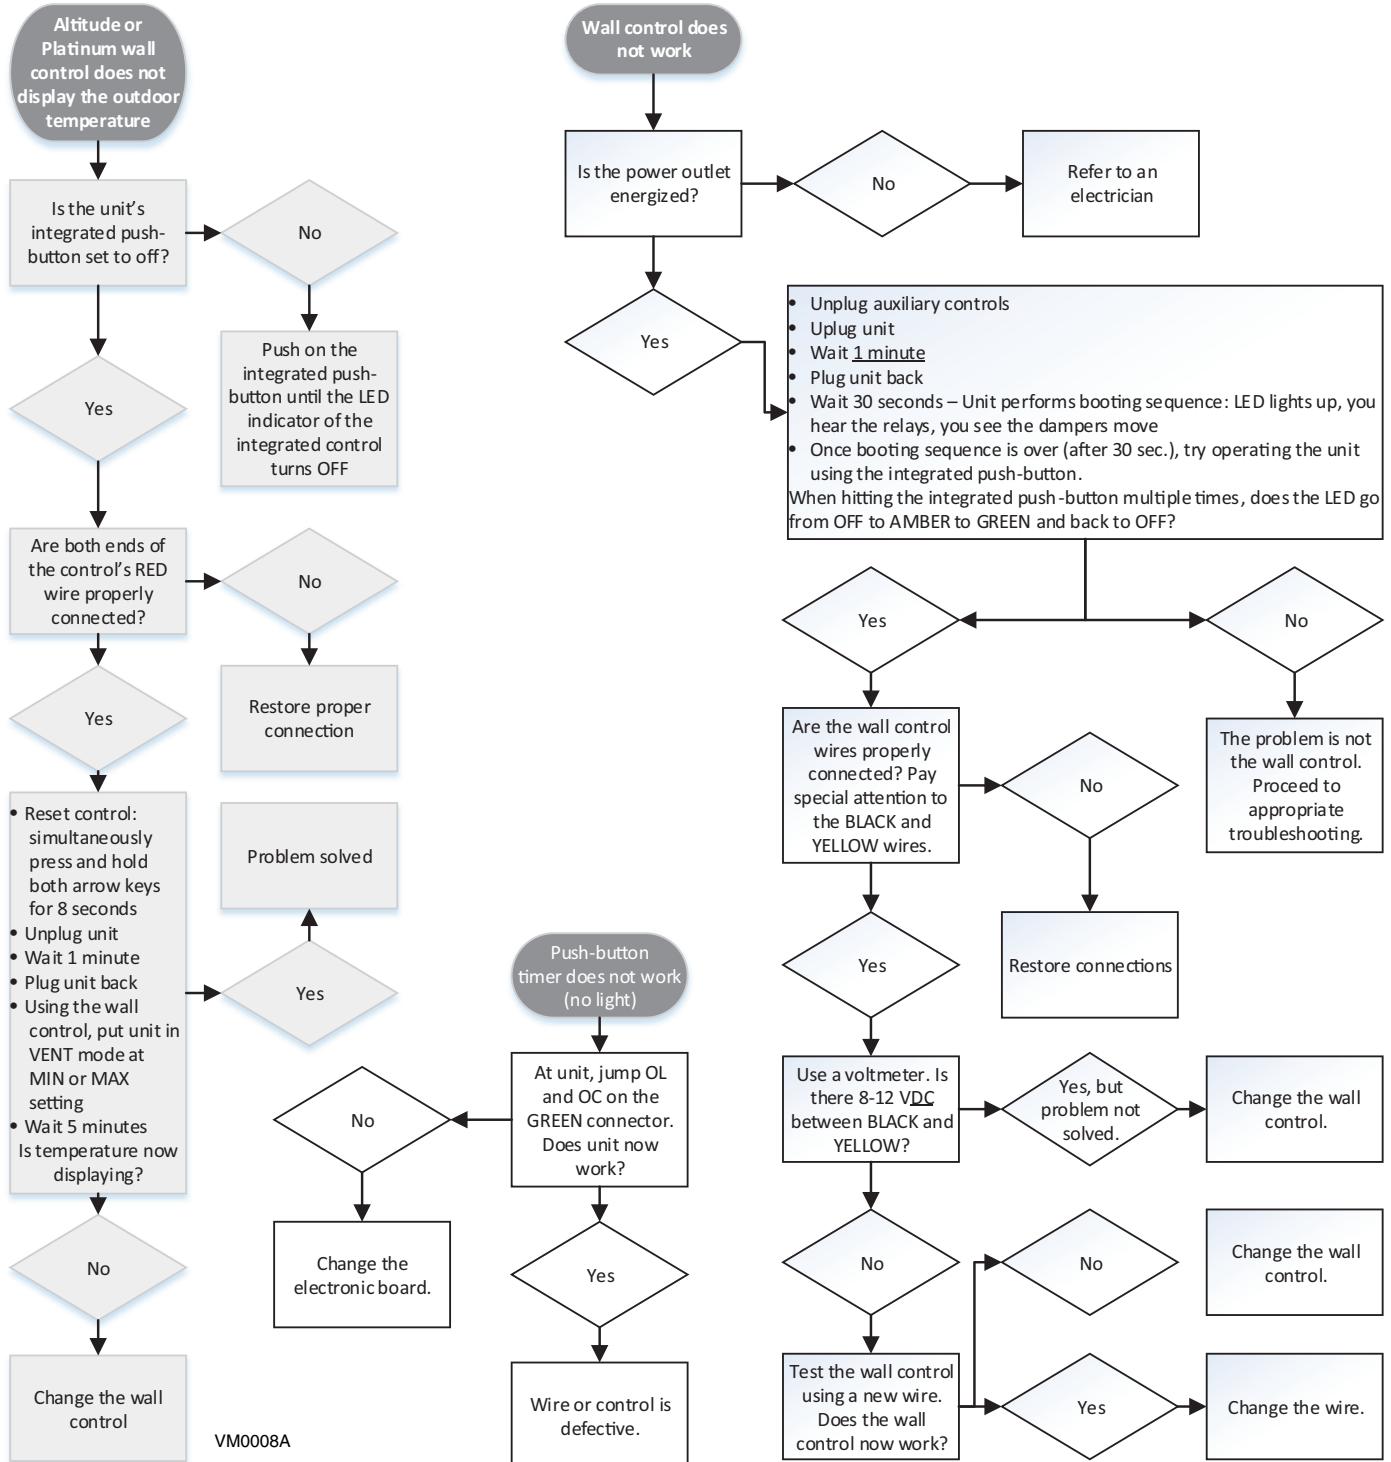 Altitude or
Platinum wall
control does not
display the outdoor
temperature
Is the unit's
integrated push-
button set to off?
No
Push on the
integrated push-
button until the LED
indicator of the
integrated control
turns OFF
Yes
Are both ends of
the control's RED
wire properly
connected?
No
Restore proper
connection
Yes
• Reset control:
simultaneously
press and hold
both arrow keys
for 8 seconds
• Unplug unit
• Wait 1 minute
• Plug unit back
• Using the wall
control, put unit in
VENT mode at
MIN or MAX
setting
• Wait 5 minutes
Is temperature now
displaying?
Yes
Problem solved
No
Change the wall
control
Push-button
timer does not work
(no light)
At unit, jump OL
and OC on the
GREEN connector.
Does unit now
work?
No
Change the
electronic board.
Yes
Wire or control is
defective.
Wall control does
not work
Is the power outlet
energized?
No
Refer to an
electrician
Yes
• Unplug auxiliary controls
• Uplug unit
• Wait 1 minute
• Plug unit back
• Wait 30 seconds – Unit performs booting sequence: LED lights up, you
hear the relays, you see the dampers move
• Once booting sequence is over (after 30 sec.), try operating the unit
using the integrated push-button.
When hitting the integrated push -button multiple times, does the LED go
from OFF to AMBER to GREEN and back to OFF?
Yes
No
The problem is not
the wall control.
Proceed to
appropriate
troubleshooting.
Are the wall control
wires properly
connected? Pay
special attention to
the BLACK and
YELLOW wires.
No
Restore connections
Yes
Use a voltmeter. Is
there 8-12 VDC
between BLACK and
YELLOW?
Yes, but
problem not
solved.
Change the wall
control.
No
Test the wall control
using a new wire.
Does the wall
control now work?
No
Change the wall
control.
Yes
Change the wire.
VM0008A